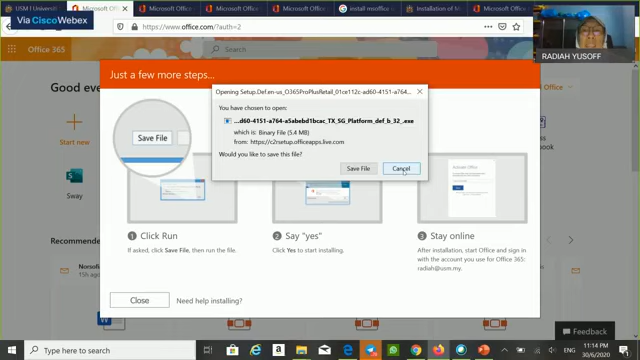 USM | Universiti
Microsoft Office
Microsoft Office
Microsoft Office
install msoffice
Installation of M
Via Cisco Webex
https://www.office.com/?auth=2
RADIAH YUSOFF
Office 365
Search
Good eve
Just a few more steps...
Opening Setup.Def.en-us_O365ProPlusRetail_01ce112c-ad60-4151-a764...
You have chosen to open:
...d60-4151-a764-a5abebd1bcac_TX_SG_Platform_def_b_32_.exe
which is: Binary File (5.4 MB)
from: https://c2rsetup.officeapps.live.com
Would you like to save this file?
Save File
Cancel
Save File
Start new
Sway
1 Click Run
If asked, click Save File, then run the file.
2 Say "yes"
Click Yes to start installing.
3 Stay online
After installation, start Office and sign in
with the account you use for Office 365:
radiah@usm.my.
Recommended
Norsofi
15h ago
Close
Need help installing?
Feedback
Type here to search
ENG
11:14 PM
30/6/2020